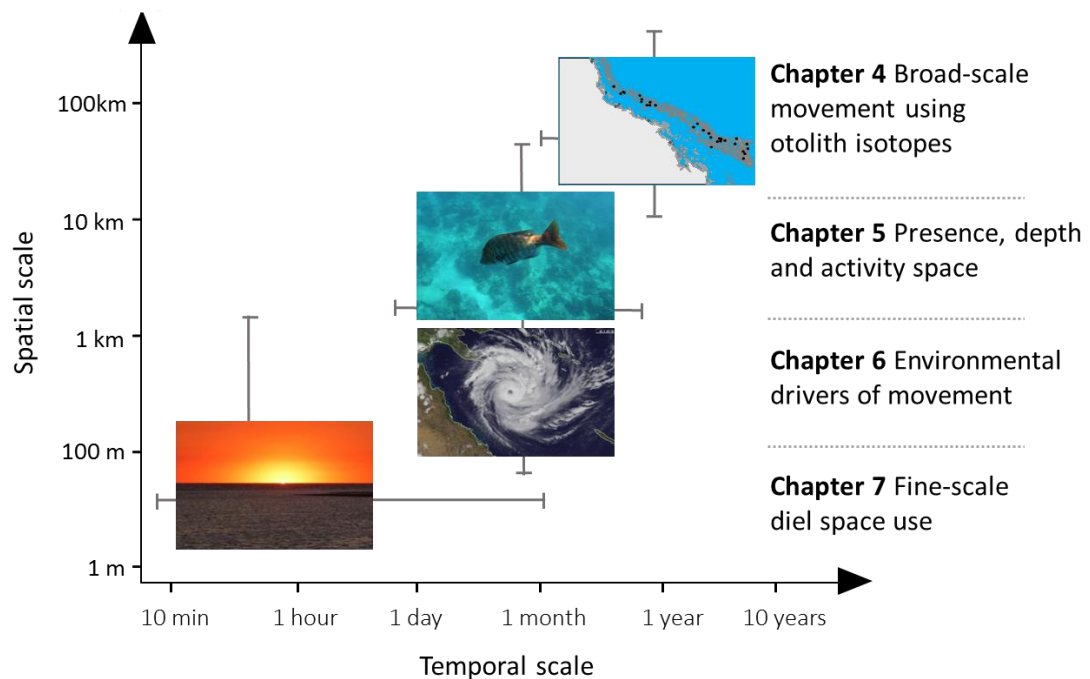 Chapter 4 Broad-scale
movement using
otolith isotopes
Chapter 5 Presence, depth
and activity space
Chapter 6 Environmental
drivers of movement
Chapter 7 Fine-scale
diel space use
Spatial scale
100km
10 km
1 km
100 m
1 m
10 min
1 hour
1 day
1 month
1 year
10 years
Temporal scale